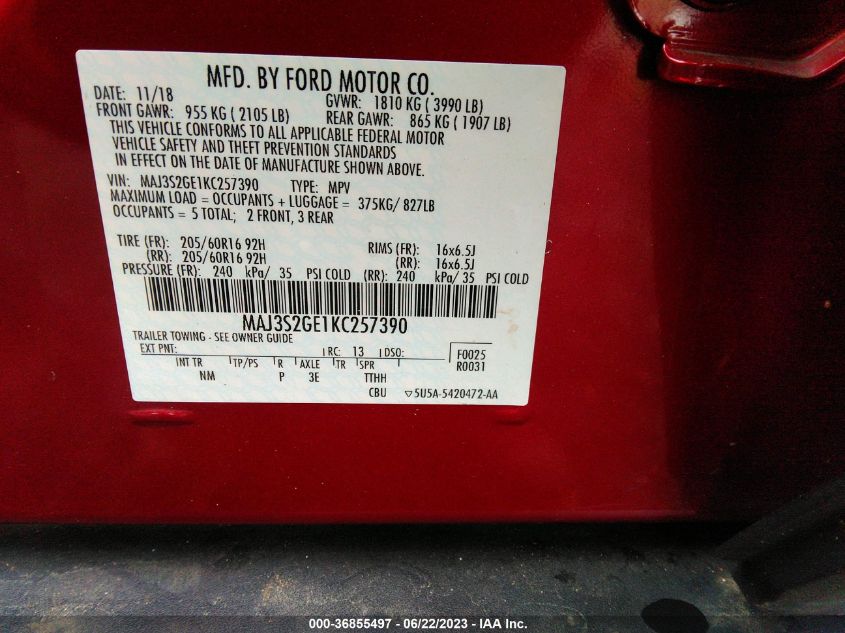 MFD. BY FORD MOTOR CO.
DATE: 11/18 GVWR: 1810 KG ( 3990 LB)
FRONT GAWR: 955 KG ( 2105 LB) REAR GAWR: 865 KG ( 1907 LB)
THIS VEHICLE CONFORMS TO ALL APPLICABLE FEDERAL MOTOR
VEHICLE SAFETY AND THEFT PREVENTION STANDARDS
IN EFFECT ON THE DATE OF MANUFACTURE SHOWN ABOVE.
VIN: MAJ3S2GE1KC257390 TYPE: MPV
MAXIMUM LOAD = OCCUPANTS + LUGGAGE = 375KG/ 827LB
OCCUPANTS = 5 TOTAL; 2 FRONT, 3 REAR
TIRE (FR): 205/60R16 92H RIMS (FR): 16x6.5J
(RR): 205/60R16 92H (RR): 16x6.5J
PRESSURE (FR): 240 kPa/ 35 PSI COLD (RR): 240 kPa/ 35 PSI COLD
MAJ3S2GE1KC257390
TRAILER TOWING - SEE OWNER GUIDE
EXT PNT: RC: 13 DSO: F0025
INT TR TP/PS R AXLE TR SPR R0031
NM P 3E TTHH
CBU ▽5U5A-5420472-AA
000-36855497 - 06/22/2023 - IAA Inc.